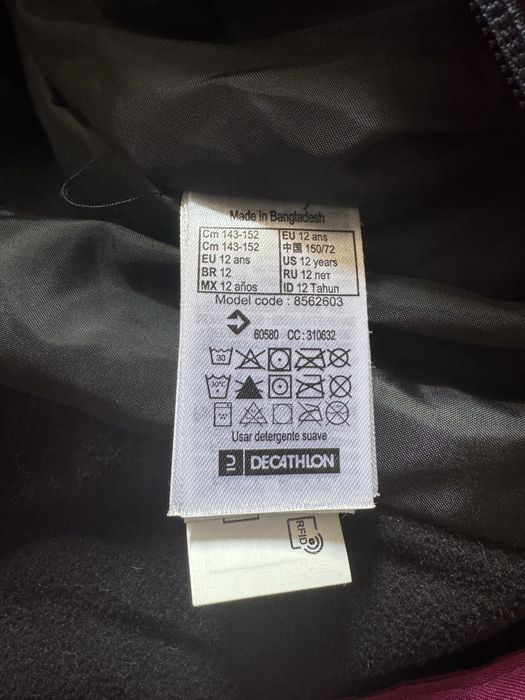 Made in Bangladesh
Cm 143-152 EU 12 ans
Cm 143-152 中国 150/72
EU 12 ans US 12 years
BR 12 RU 12 лет
MX 12 años ID 12 Tahun
Model code : 8562603
60580 CC : 310632
30
30°C
Usar detergente suave
DECATHLON
RFID